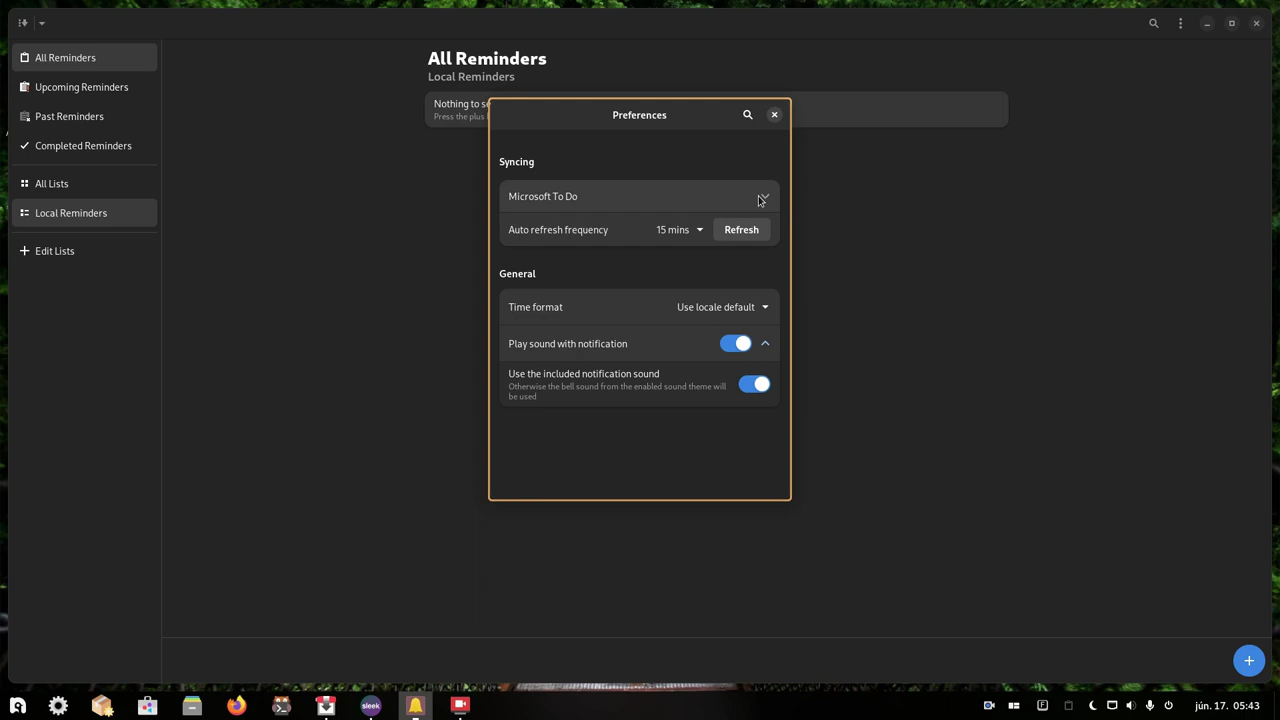 All Reminders
Upcoming Reminders
Past Reminders
Completed Reminders
All Lists
Local Reminders
Edit Lists
All Reminders
Local Reminders
Nothing to
Press the plus
Preferences
Syncing
Microsoft To Do
Auto refresh frequency 15 mins Refresh
General
Time format Use locale default
Play sound with notification
Use the included notification sound
Otherwise the bell sound from the enabled sound theme will
be used
sleek
jún. 17. 05:43